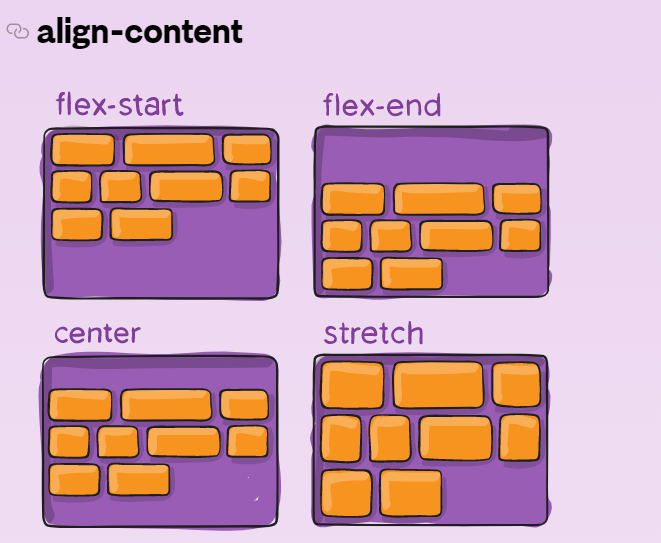 align-content
flex-start
flex-end
center
stretch